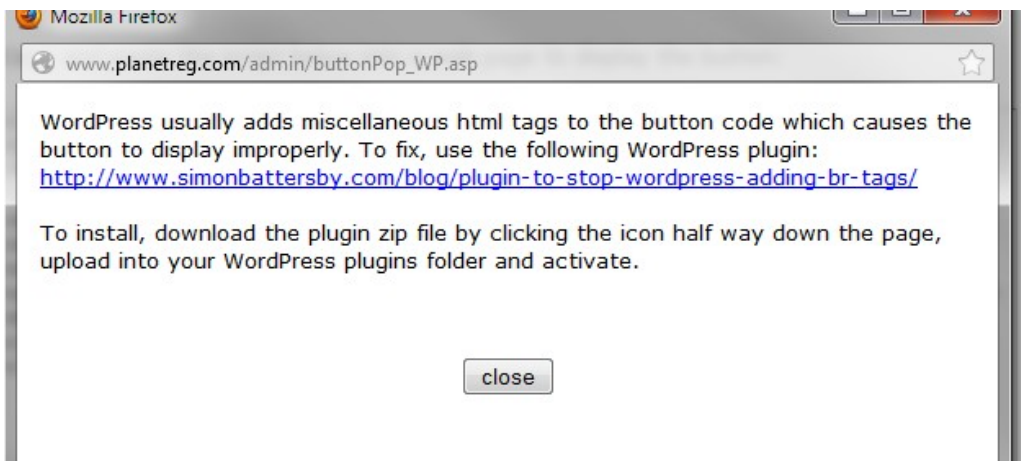 Mozilla Firefox
www.planetreg.com/admin/buttonPop_WP.asp
WordPress usually adds miscellaneous html tags to the button code which causes the
button to display improperly. To fix, use the following WordPress plugin:
http://www.simonbattersby.com/blog/plugin-to-stop-wordpress-adding-br-tags/
To install, download the plugin zip file by clicking the icon half way down the page,
upload into your WordPress plugins folder and activate.
close